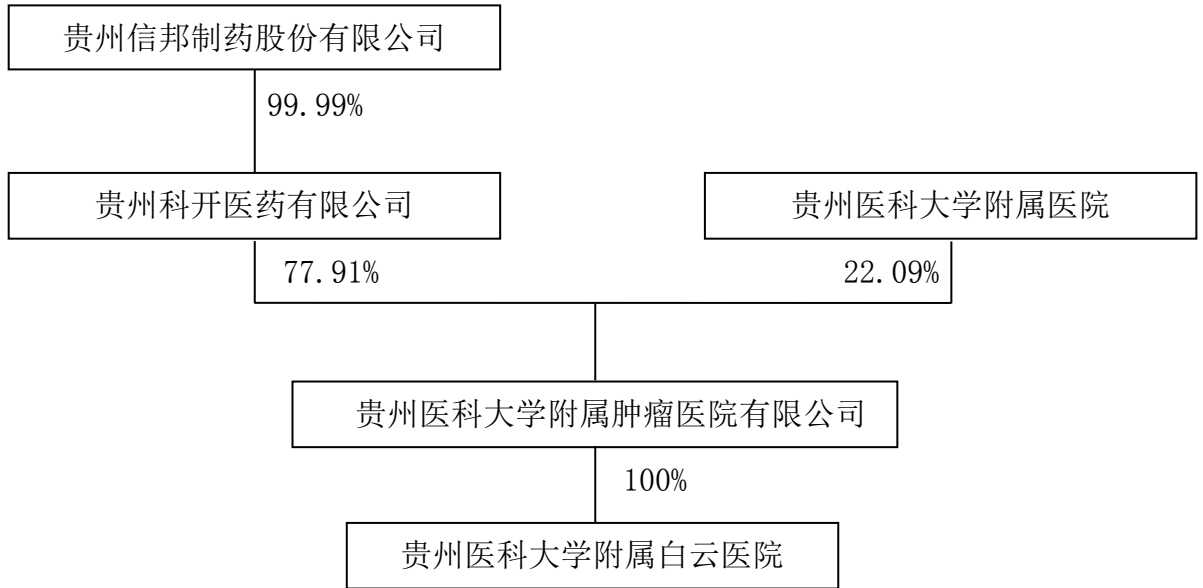 贵州信邦制药股份有限公司
99.99%
贵州科开医药有限公司
贵州医科大学附属医院
77.91%
22.09%
贵州医科大学附属肿瘤医院有限公司
100%
贵州医科大学附属白云医院